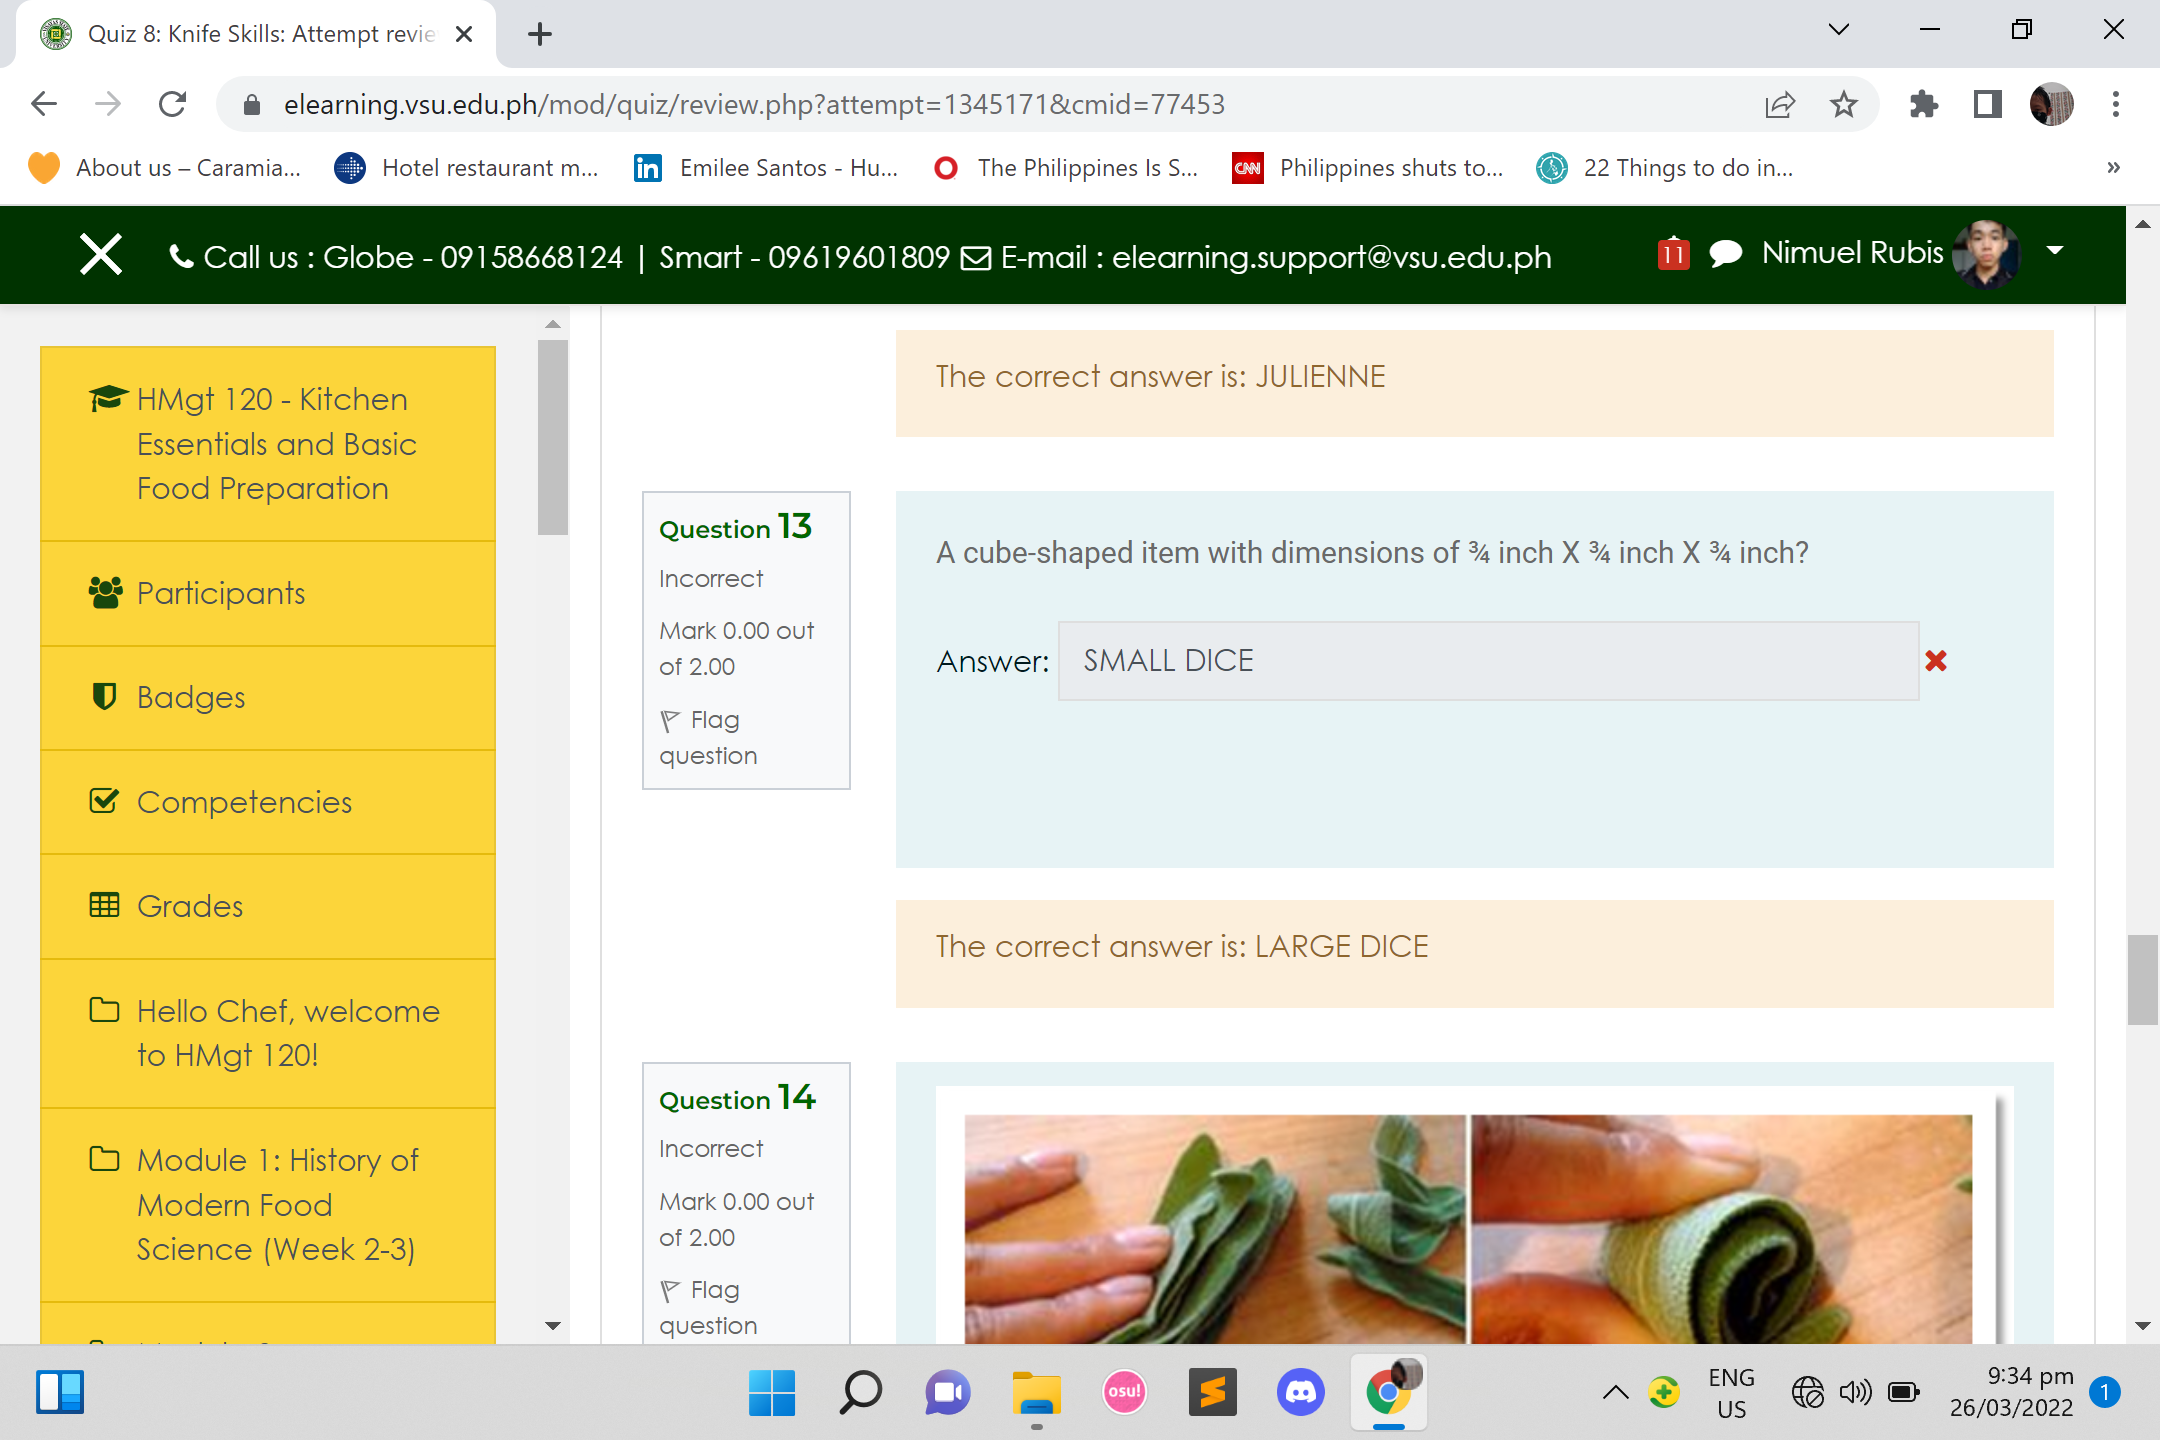 Quiz 8: Knife Skills: Attempt revie
elearning.vsu.edu.ph/mod/quiz/review.php?attempt=1345171&cmid=77453
About us – Caramia... Hotel restaurant m... in Emilee Santos - Hu... The Philippines Is S... CNN Philippines shuts to... 22 Things to do in... »
Call us : Globe - 09158668124 | Smart - 09619601809 E-mail : elearning.support@vsu.edu.ph 11 Nimuel Rubis
HMgt 120 - Kitchen
Essentials and Basic
Food Preparation
Participants
Badges
Competencies
Grades
Hello Chef, welcome
to HMgt 120!
Module 1: History of
Modern Food
Science (Week 2-3)
The correct answer is: JULIENNE
Question 13
Incorrect
Mark 0.00 out
of 2.00
Flag
question
A cube-shaped item with dimensions of ¾ inch X ¾ inch X ¾ inch?
Answer: SMALL DICE
The correct answer is: LARGE DICE
Question 14
Incorrect
Mark 0.00 out
of 2.00
Flag
question
osu!
ENG
US
9:34 pm
26/03/2022
1